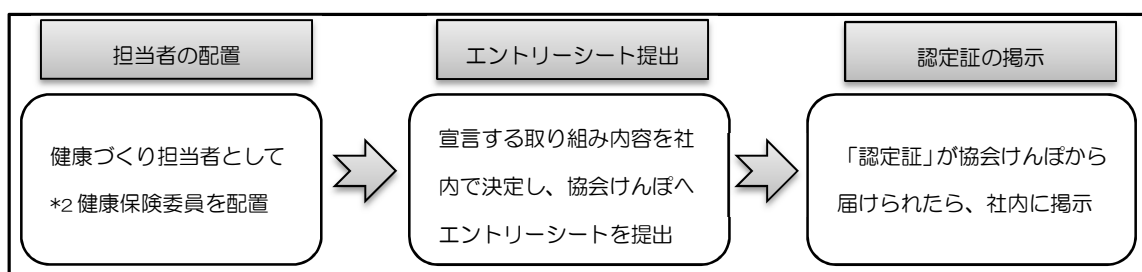 担当者の配置
健康づくり担当者として
*2 健康保険委員を配置
エントリーシート提出
宣言する取り組み内容を社
内で決定し、協会けんぽへ
エントリーシートを提出
認定証の掲示
「認定証」が協会けんぽから
届けられたら、社内に掲示